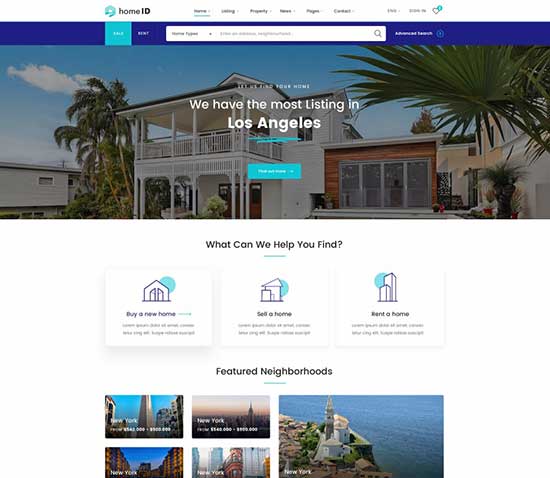 homeID
Home
Listing
Property
News
Pages
Contact
ENG
SIGN IN
2
SALE
RENT
Home Types
Enter an address, neighbourhood...
Advanced Search
LET US FIND YOUR HOME
We have the most Listing in
Los Angeles
Find out more
What Can We Help You Find?
Buy a new home
Lorem ipsum dolor sit amet, consec
tetur cing elit. Suspe ndisse suscipit
Sell a home
Lorem ipsum dolor sit amet, consec
tetur cing elit. Suspe ndisse suscipit
Rent a home
Lorem ipsum dolor sit amet, consec
tetur cing elit. Suspe ndisse suscipit
Featured Neighborhoods
New York
FROM $540.000 - $900.000
New York
FROM $540.000 - $900.000
New York
New York
New York